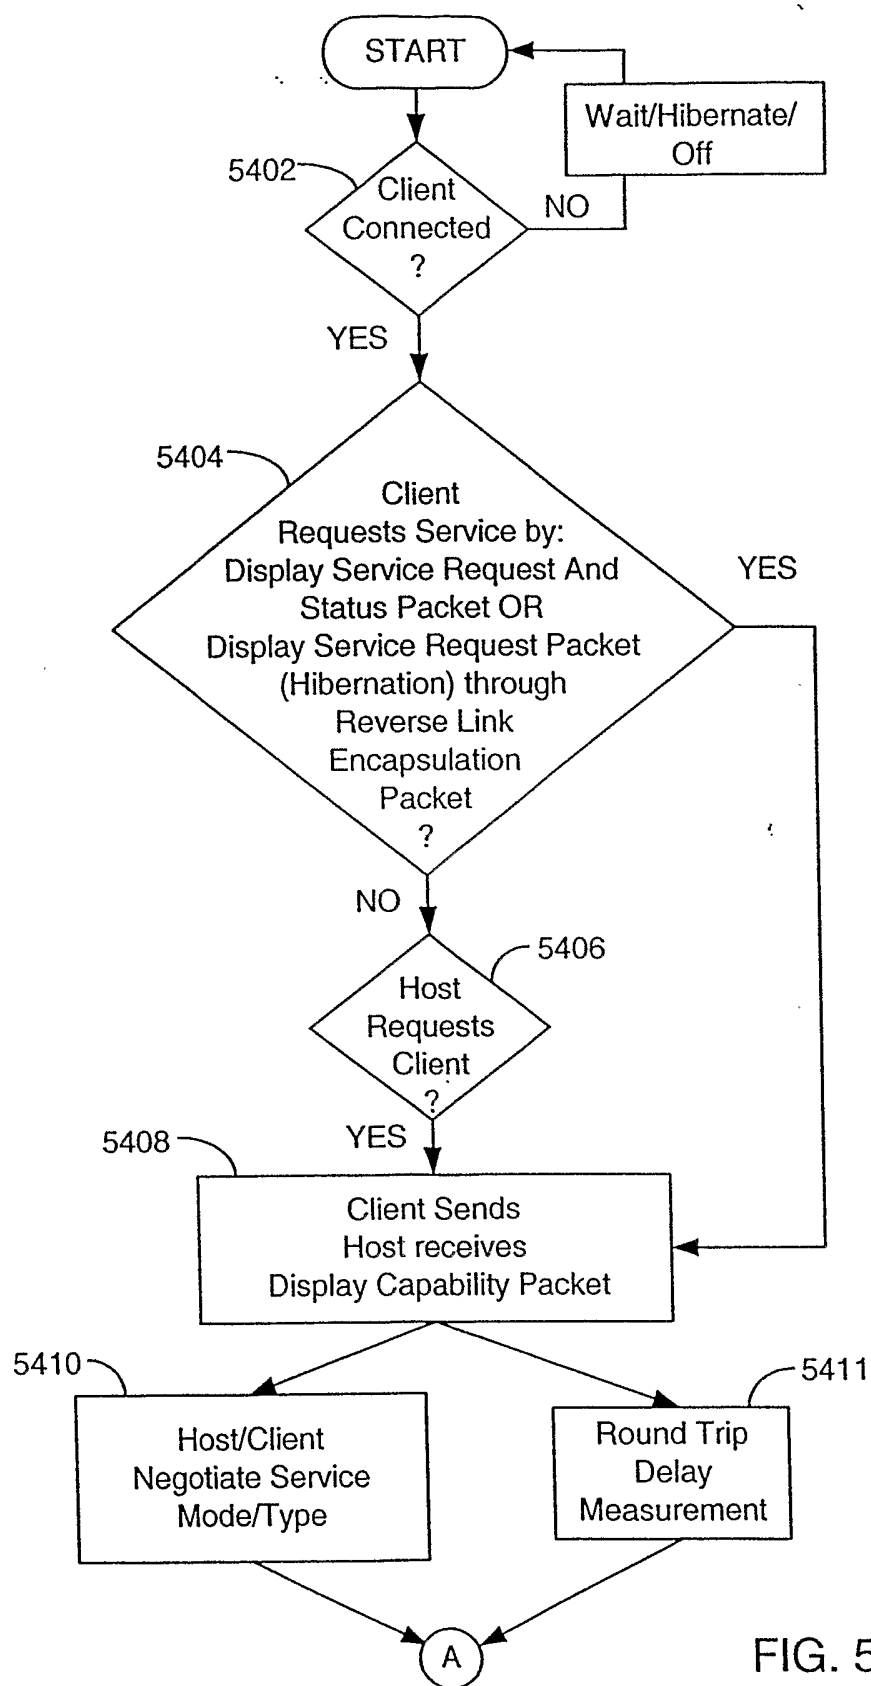 START
Wait/Hibernate/
Off
5402
Client
Connected
?
NO
YES
5404
Client
Requests Service by:
Display Service Request And
Status Packet OR
Display Service Request Packet
(Hibernation) through
Reverse Link
Encapsulation
Packet
?
YES
NO
5406
Host
Requests
Client
?
YES
5408
Client Sends
Host receives
Display Capability Packet
5410
Host/Client
Negotiate Service
Mode/Type
5411
Round Trip
Delay
Measurement
A
FIG. 5